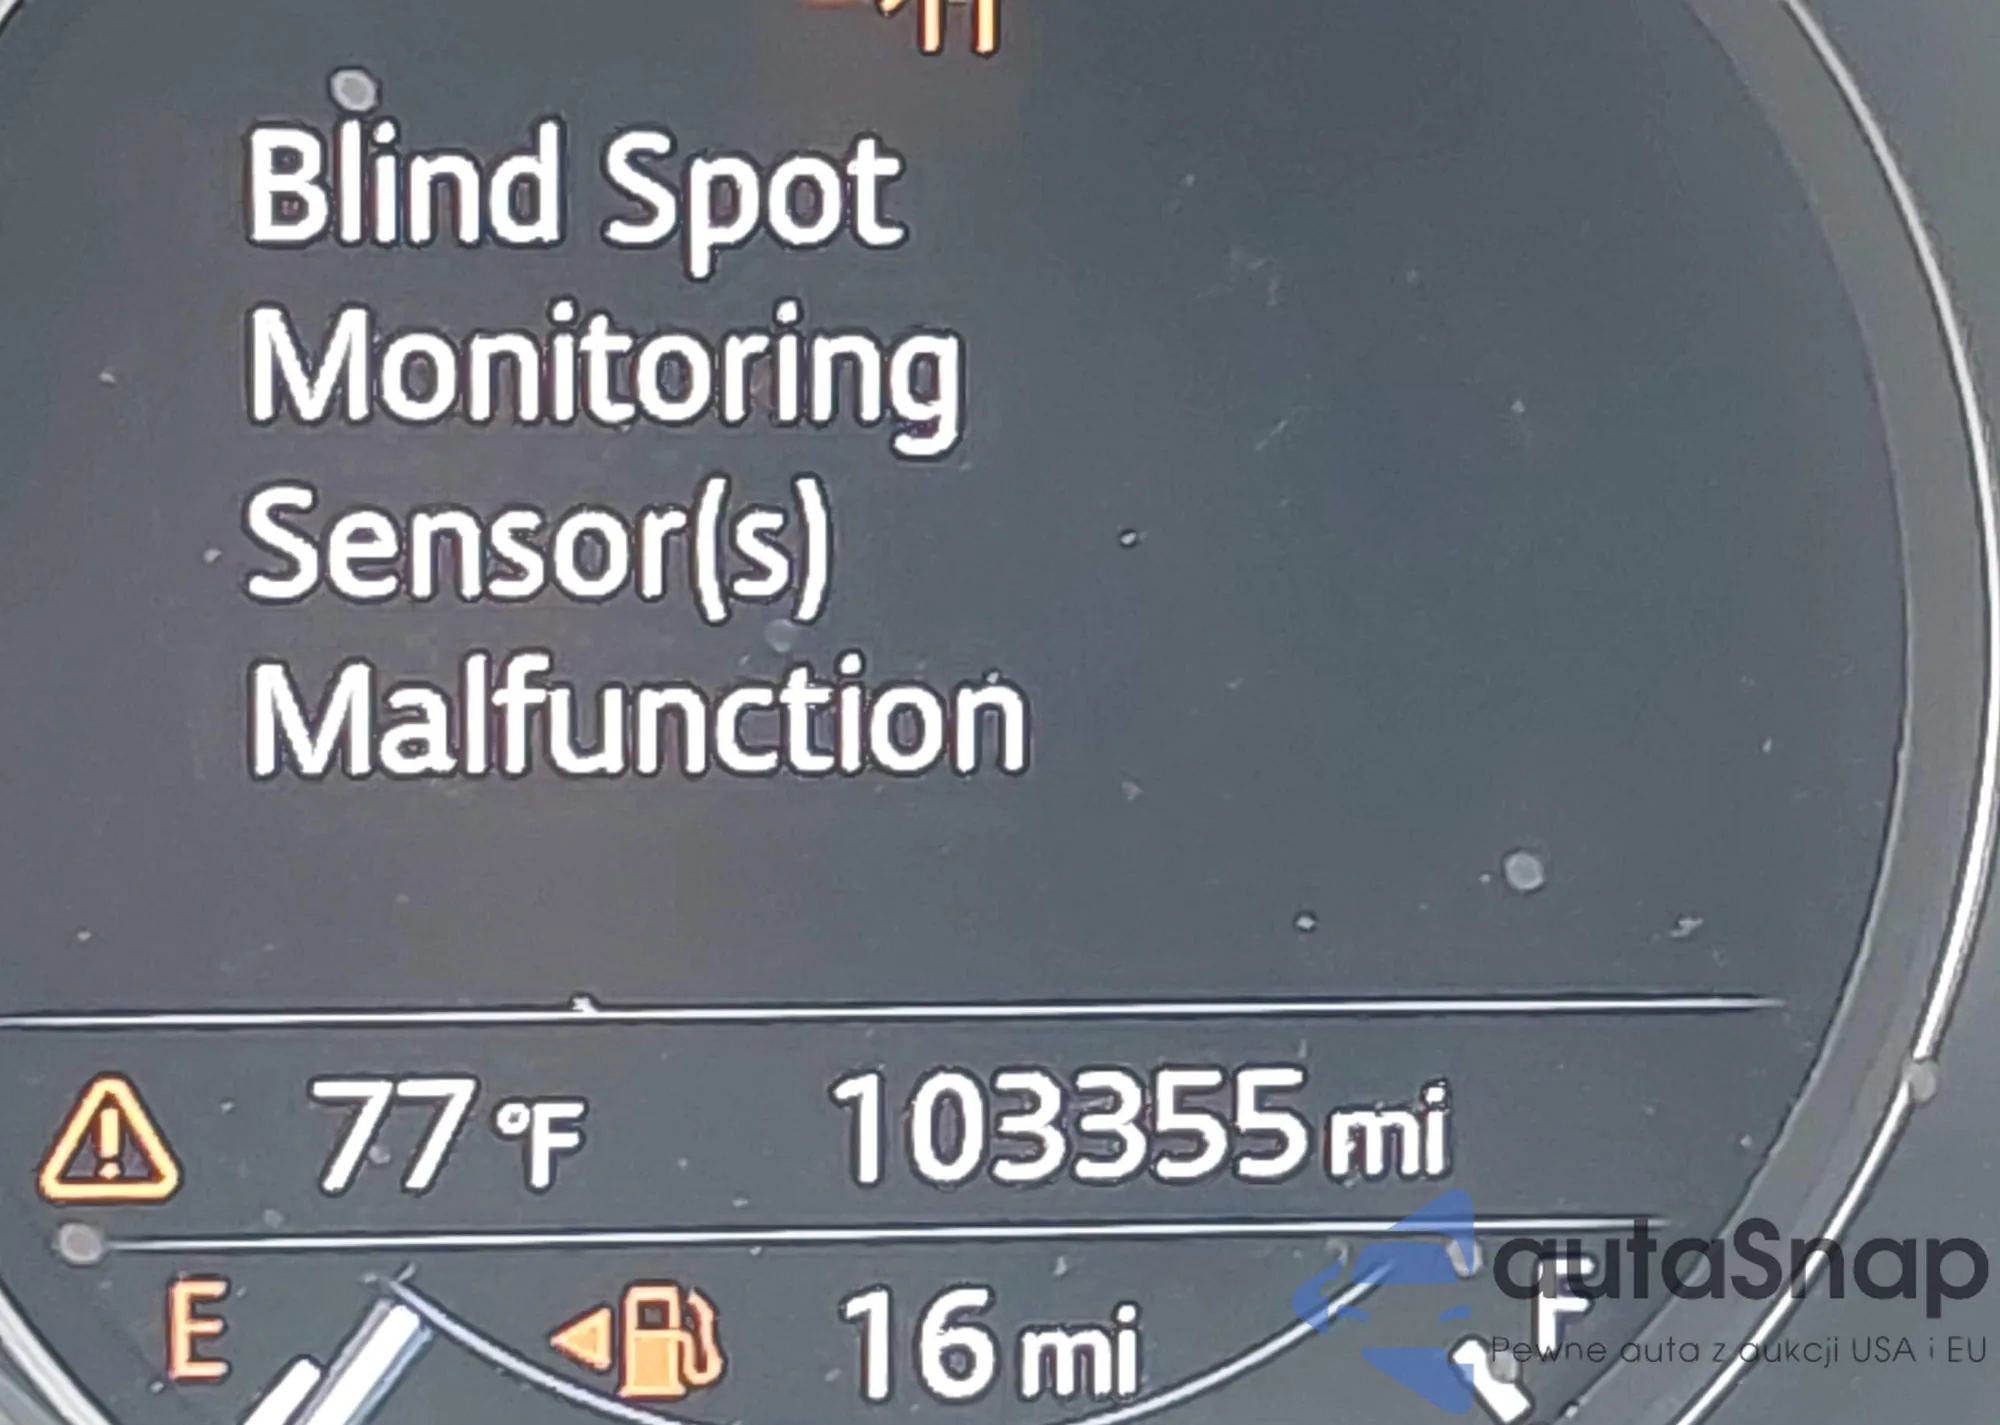 Blind Spot
Monitoring
Sensor(s)
Malfunction
77 °F 103355 mi
E 16 mi F
autaSnap
Pewne auta z aukcji USA i EU